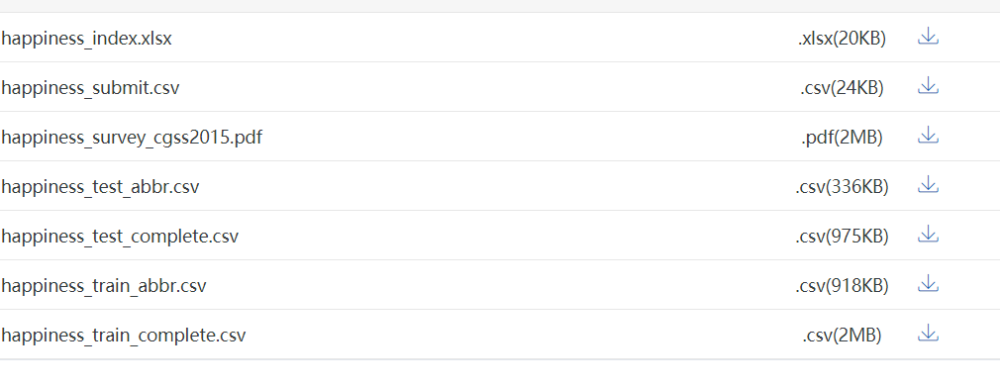 happiness_index.xlsx .xlsx(20KB)
happiness_submit.csv .csv(24KB)
happiness_survey_cgss2015.pdf .pdf(2MB)
happiness_test_abbr.csv .csv(336KB)
happiness_test_complete.csv .csv(975KB)
happiness_train_abbr.csv .csv(918KB)
happiness_train_complete.csv .csv(2MB)